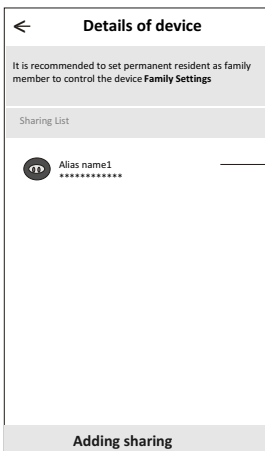 Details of device
It is recommended to set permanent resident as family
member to control the device Family Settings
Sharing List
Alias name1
************
Adding sharing